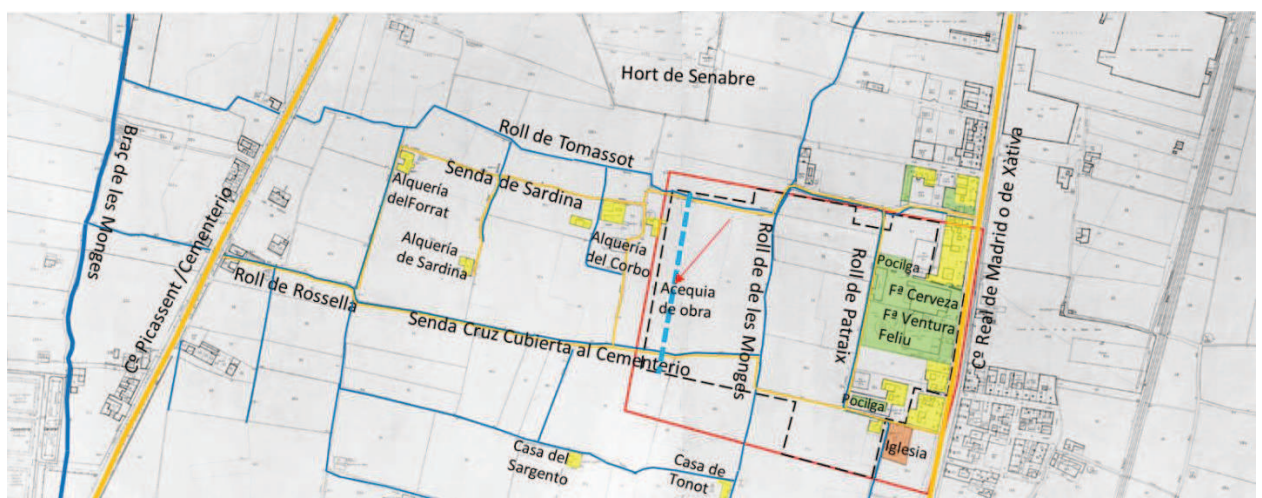 Hort de Senabre
Roll de Tomassot
Senda de Sardina
Braç de les Monges
Cº Picassent /Cementerio
Alquería
delForrat
Alquería
de Sardina
Alquería
del Corbo
Acequia
de obra
Roll de de les Monges
Roll de Patraix
Pocilga
Fª Cerveza
Fª Ventura
Feliu
Cº Real de Madrid o de Xàtiva
Roll de Rossella
Senda Cruz Cubierta al Cementerio
Pocilga
Iglesia
Casa del
Sargento
Casa de
Tonot